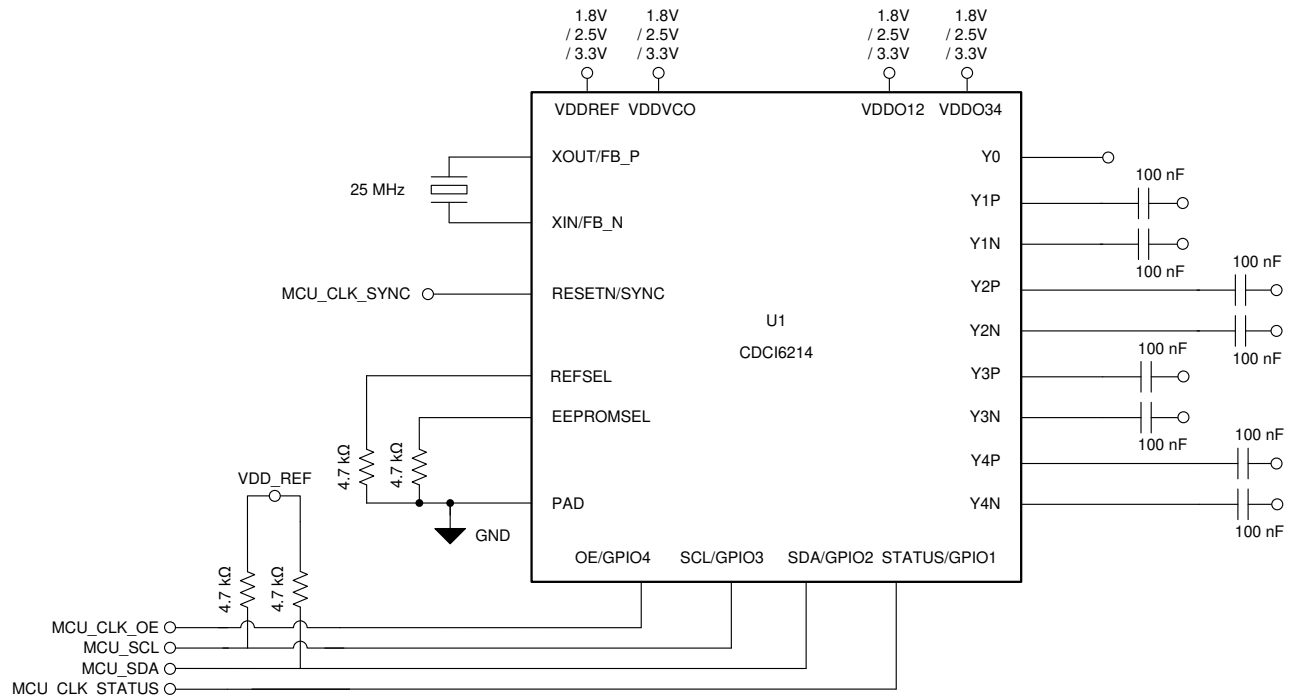 1.8V
/ 2.5V
/ 3.3V
1.8V
/ 2.5V
/ 3.3V
1.8V
/ 2.5V
/ 3.3V
1.8V
/ 2.5V
/ 3.3V
VDDREF VDDVCO VDDO12 VDDO34
XOUT/FB_P
25 MHz
XIN/FB_N
MCU_CLK_SYNC
RESETN/SYNC
REFSEL
EEPROMSEL
PAD
U1
CDCI6214
Y0
Y1P
Y1N
Y2P
Y2N
Y3P
Y3N
Y4P
Y4N
100 nF
100 nF
100 nF
100 nF
100 nF
100 nF
100 nF
100 nF
4.7 kΩ
4.7 kΩ
VDD_REF
GND
OE/GPIO4 SCL/GPIO3 SDA/GPIO2 STATUS/GPIO1
4.7 kΩ
4.7 kΩ
MCU_CLK_OE
MCU_SCL
MCU_SDA
MCU_CLK_STATUS